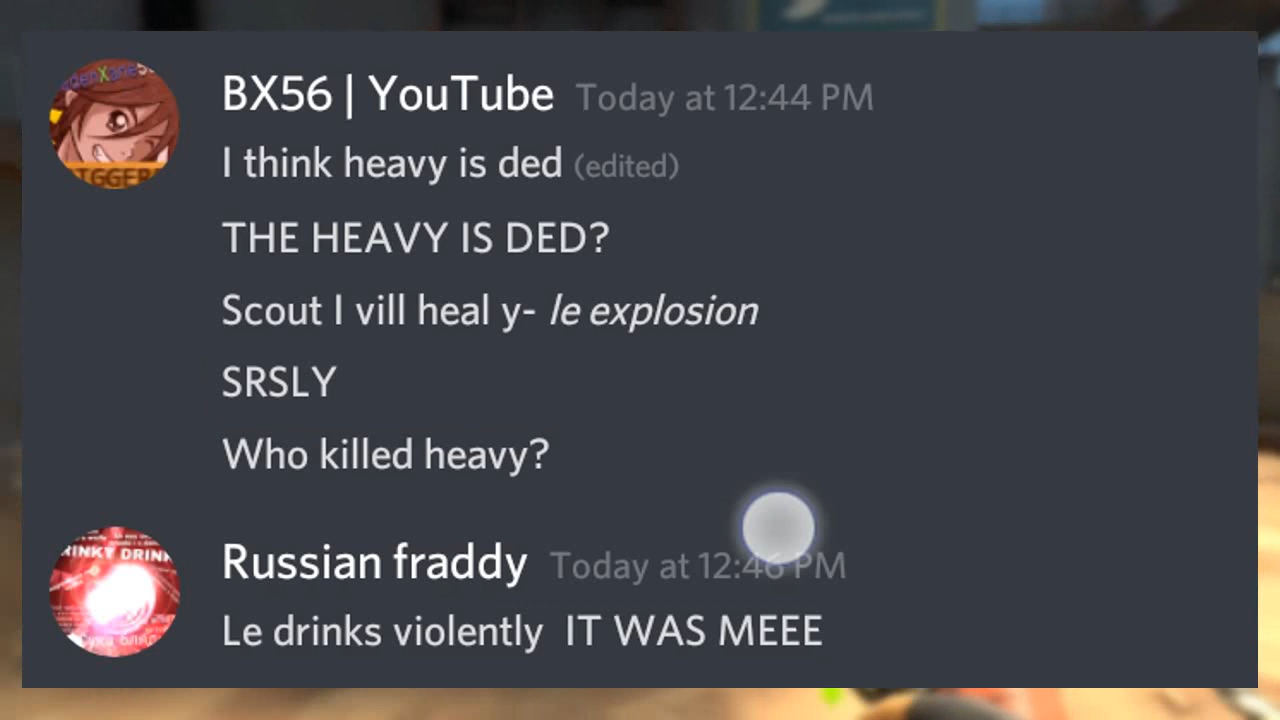 BX56 | YouTube Today at 12:44 PM
I think heavy is ded (edited)
THE HEAVY IS DED?
Scout I vill heal y- le explosion
SRSLY
Who killed heavy?
RINKY DRIN
Russian fraddy Today at 12:46 PM
Le drinks violently IT WAS MEEE